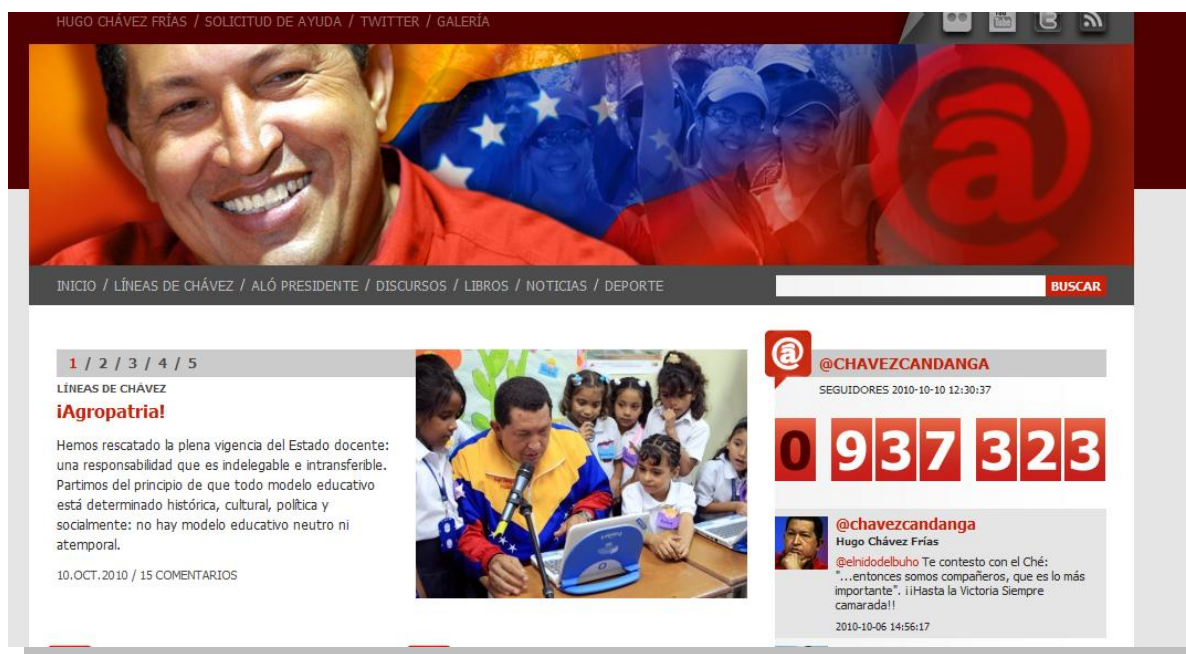 HUGO CHÁVEZ FRÍAS / SOLICITUD DE AYUDA / TWITTER / GALERÍA
You Tube
INICIO / LÍNEAS DE CHÁVEZ / ALÓ PRESIDENTE / DISCURSOS / LIBROS / NOTICIAS / DEPORTE
BUSCAR
1 / 2 / 3 / 4 / 5
LÍNEAS DE CHÁVEZ
¡Agropatria!
Hemos rescatado la plena vigencia del Estado docente:
una responsabilidad que es indelegable e intransferible.
Partimos del principio de que todo modelo educativo
está determinado histórica, cultural, política y
socialmente: no hay modelo educativo neutro ni
atemporal.
10.OCT.2010 / 15 COMENTARIOS
@CHAVEZCANDANGA
SEGUIDORES 2010-10-10 12:30:37
0 937 323
@chavezcandanga
Hugo Chávez Frías
@elnidodelbuho Te contesto con el Ché:
"...entonces somos compañeros, que es lo más
importante". ¡¡Hasta la Victoria Siempre
camarada!!
2010-10-06 14:56:17